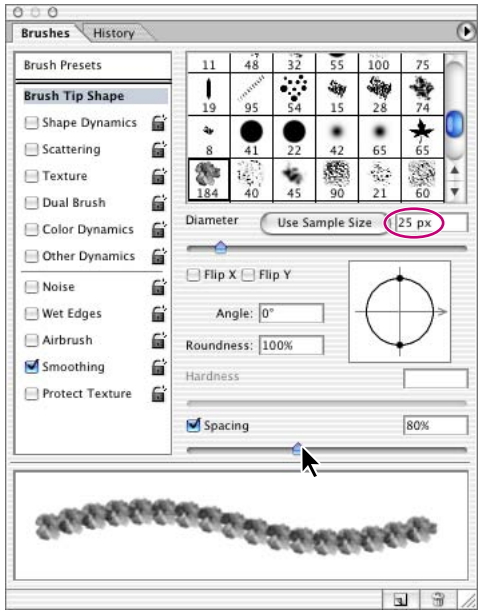 Brushes History
Brush Presets
Brush Tip Shape
Shape Dynamics
Scattering
Texture
Dual Brush
Color Dynamics
Other Dynamics
Noise
Wet Edges
Airbrush
Smoothing
Protect Texture
11 48 32 55 100 75
19 95 54 15 28 74
8 41 22 42 65 65
184 40 45 90 21 60
Diameter Use Sample Size 25 px
Flip X Flip Y
Angle: 0°
Roundness: 100%
Hardness
Spacing 80%